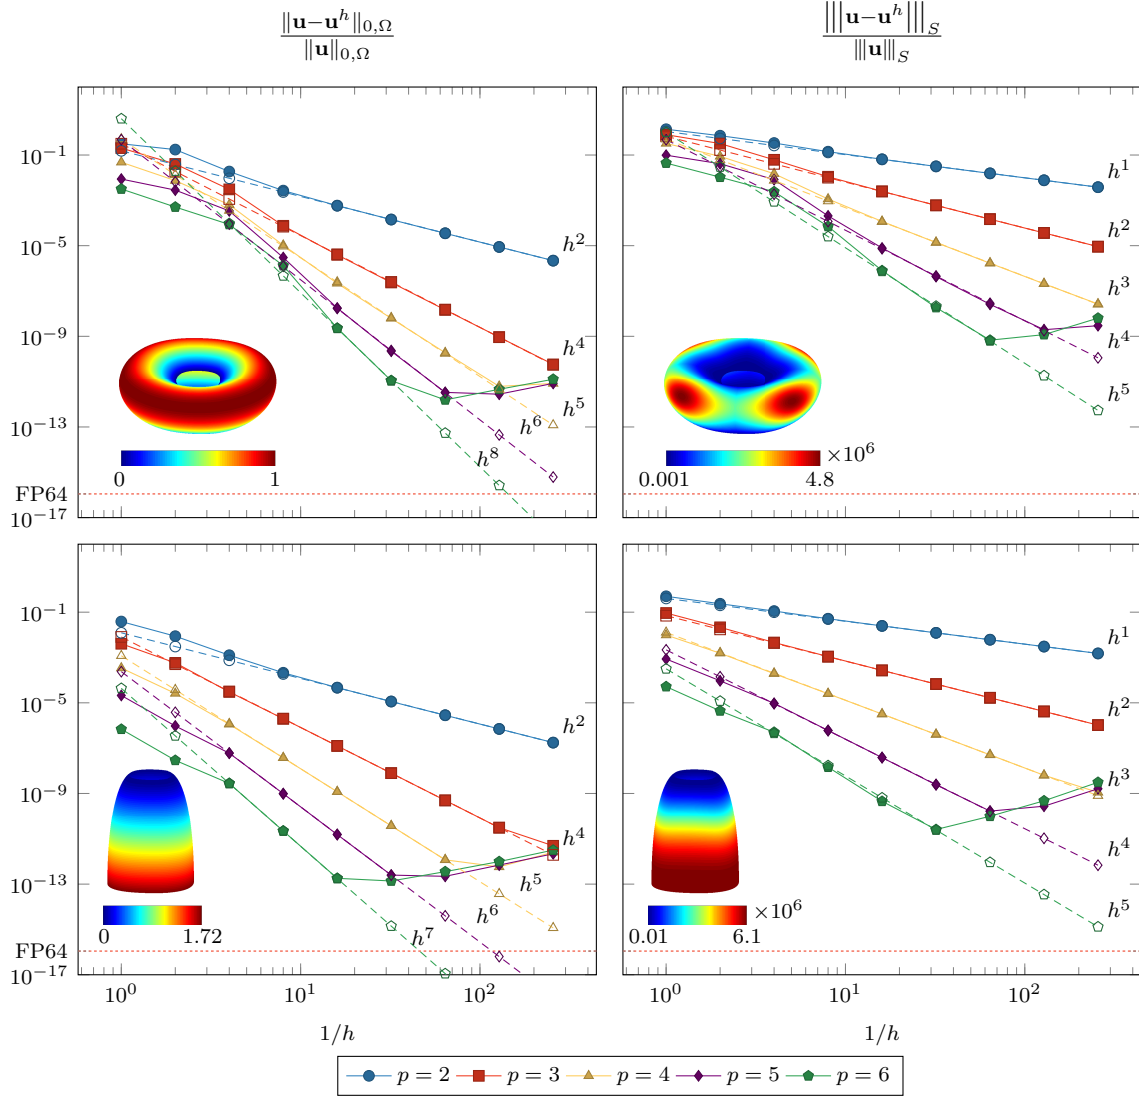 ‖u−u^h‖_{0,Ω} / ‖u‖_{0,Ω}
|||u−u^h|||_S / |||u|||_S
10^{−1}
10^{−5}
10^{−9}
10^{−13}
FP64
10^{−17}
h^2
h^4
h^5
h^6
h^8
0
1
h^1
h^2
h^3
h^4
h^5
×10^6
0.001
4.8
10^{−1}
10^{−5}
10^{−9}
10^{−13}
FP64
10^{−17}
h^2
h^4
h^5
h^6
h^7
0
1.72
10^0
10^1
10^2
1/h
h^1
h^2
h^3
h^4
h^5
×10^6
0.01
6.1
10^0
10^1
10^2
1/h
p = 2 p = 3 p = 4 p = 5 p = 6